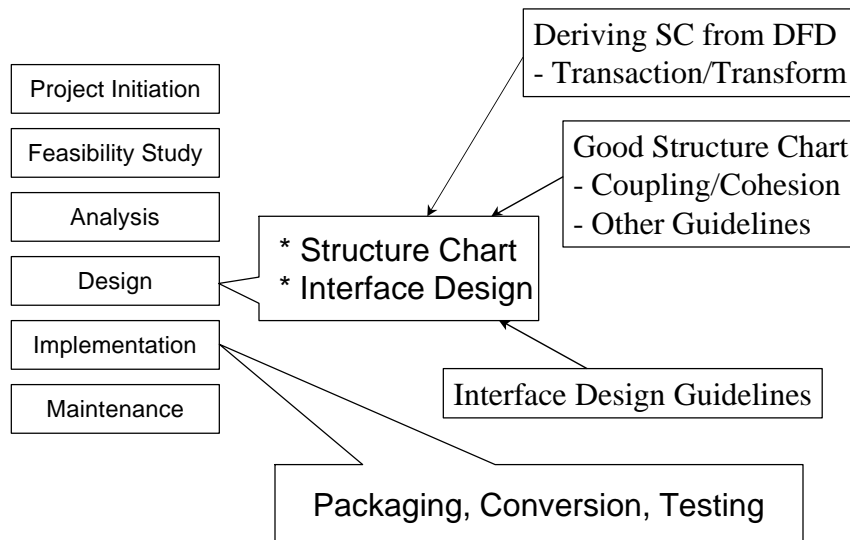 Project Initiation
Feasibility Study
Analysis
Design
Implementation
Maintenance
Deriving SC from DFD
- Transaction/Transform
Good Structure Chart
- Coupling/Cohesion
- Other Guidelines
* Structure Chart
* Interface Design
Interface Design Guidelines
Packaging, Conversion, Testing